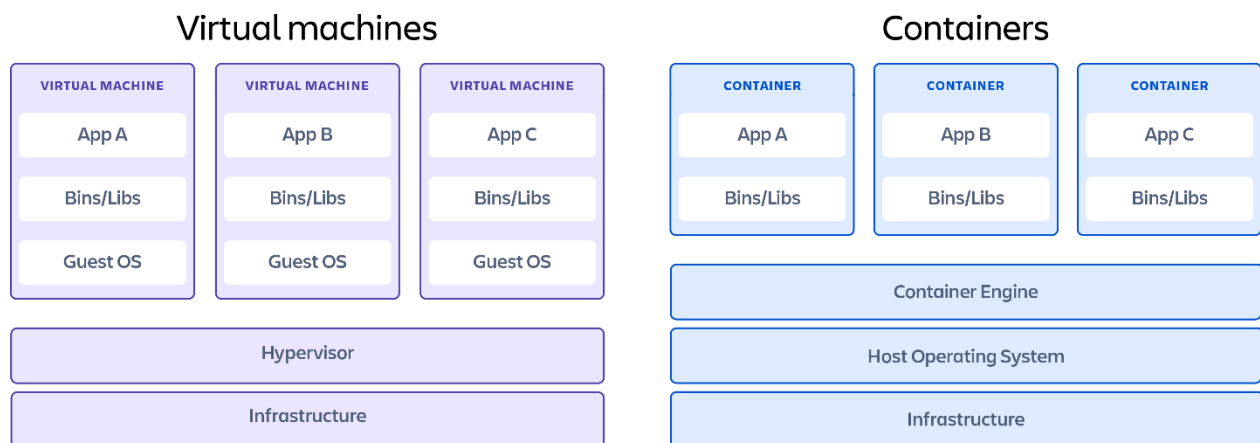 Virtual machines
VIRTUAL MACHINE
App A
Bins/Libs
Guest OS
VIRTUAL MACHINE
App B
Bins/Libs
Guest OS
VIRTUAL MACHINE
App C
Bins/Libs
Guest OS
Hypervisor
Infrastructure
Containers
CONTAINER
App A
Bins/Libs
CONTAINER
App B
Bins/Libs
CONTAINER
App C
Bins/Libs
Container Engine
Host Operating System
Infrastructure